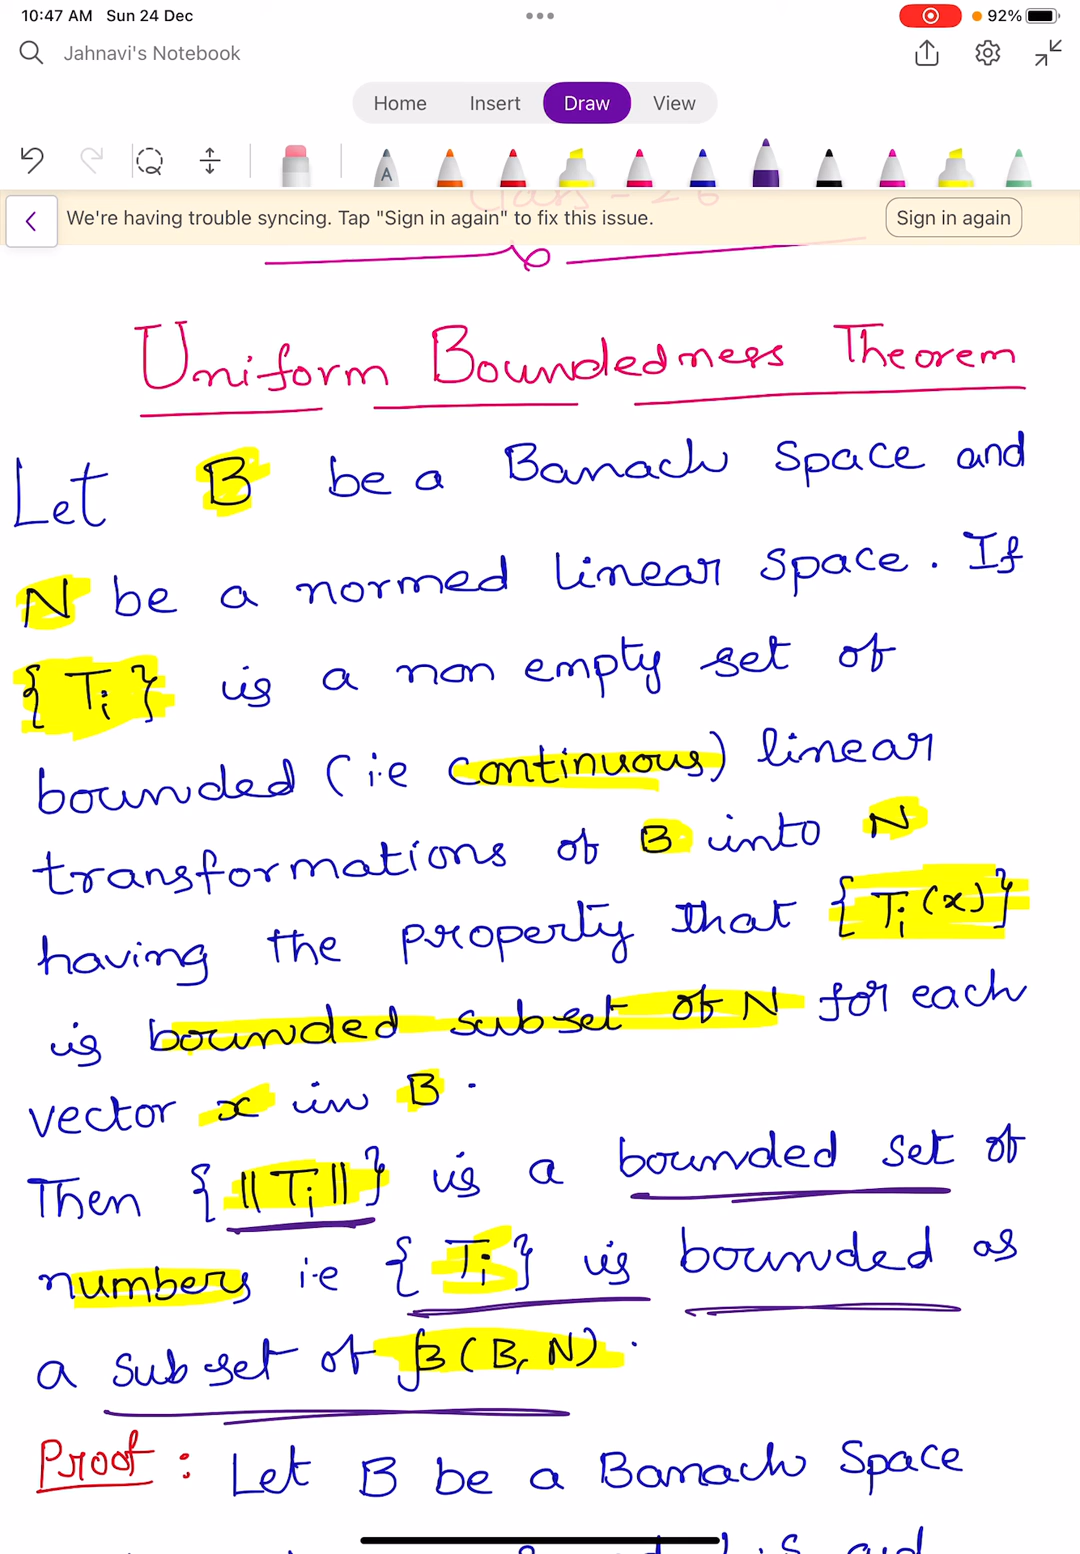 10:47 AM Sun 24 Dec
92%
Jahnavi's Notebook
Home Insert Draw View
A
We're having trouble syncing. Tap "Sign in again" to fix this issue.
Sign in again
Uniform Boundedness Theorem
Let B be a Banach Space and
N be a normed linear space. If
{Ti} is a non empty set of
bounded (i.e continuous) linear
transformations of B into N
having the property that {Ti(x)}
is bounded subset of N for each
vector x in B.
Then {||Ti||} is a bounded set of
numbers i.e {Ti} is bounded as
a subset of β(B, N).
Proof : Let B be a Banach Space
and